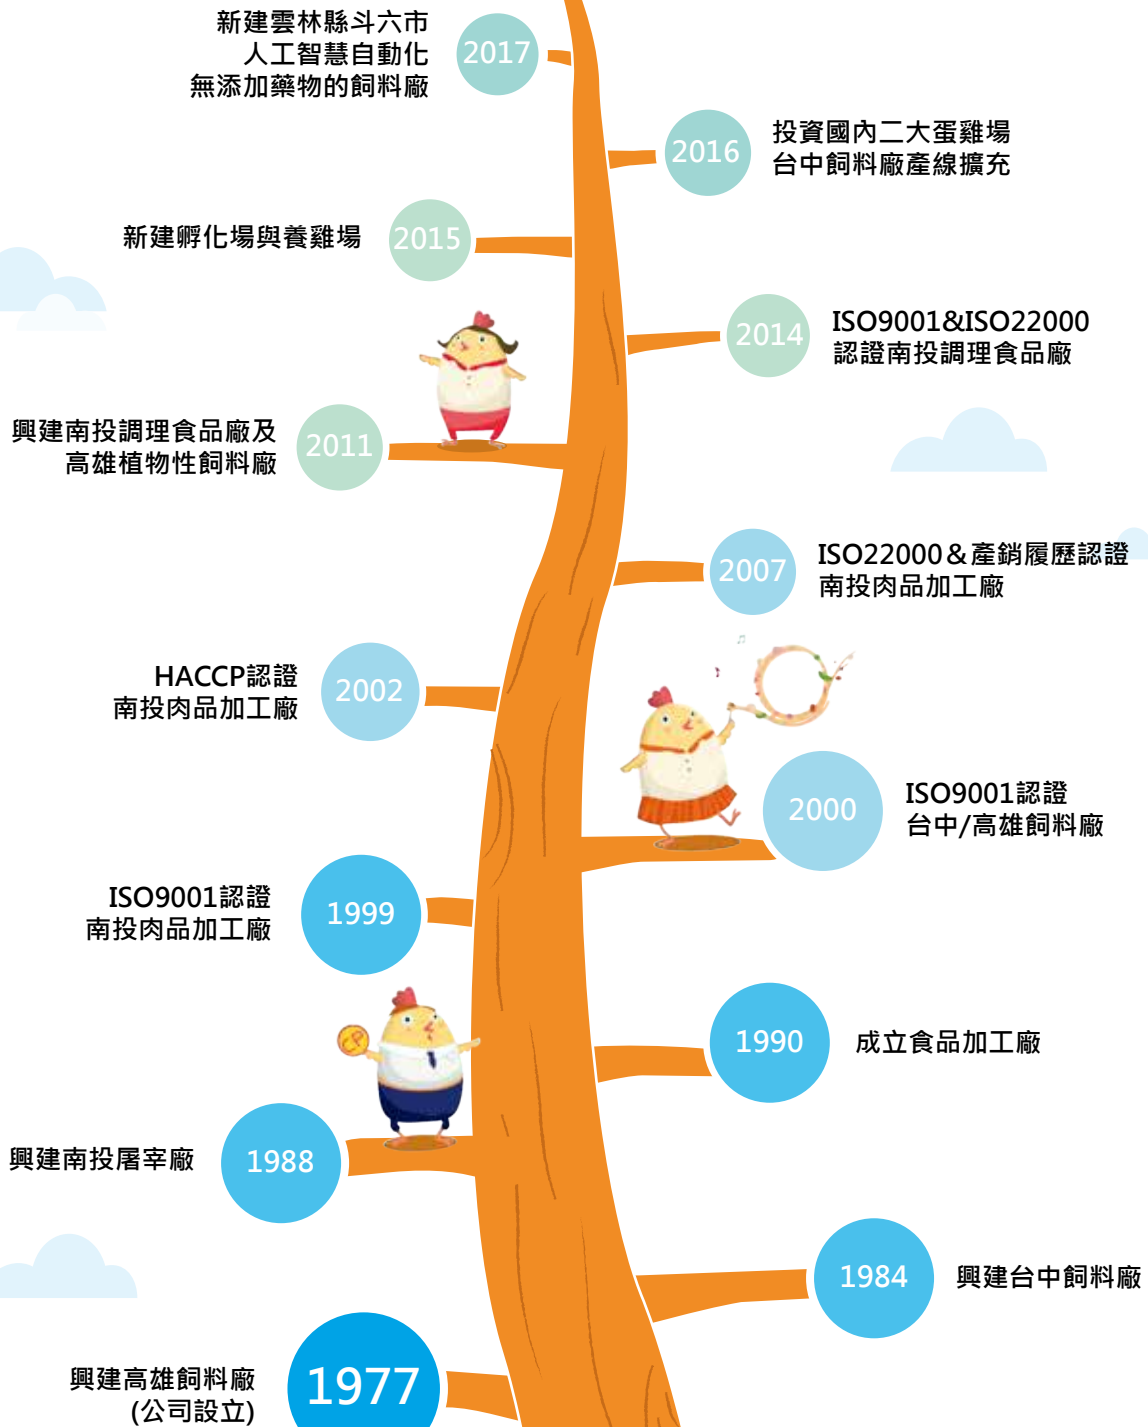 新建雲林縣斗六市
人工智慧自動化
無添加藥物的飼料廠
2017
2016
投資國內二大蛋雞場
台中飼料廠產線擴充
新建孵化場與養雞場
2015
2014
ISO9001&ISO22000
認證南投調理食品廠
興建南投調理食品廠及
高雄植物性飼料廠
2011
2007
ISO22000&產銷履歷認證
南投肉品加工廠
HACCP認證
南投肉品加工廠
2002
2000
ISO9001認證
台中/高雄飼料廠
ISO9001認證
南投肉品加工廠
1999
CP
1990
成立食品加工廠
興建南投屠宰廠
1988
1984
興建台中飼料廠
興建高雄飼料廠
(公司設立)
1977